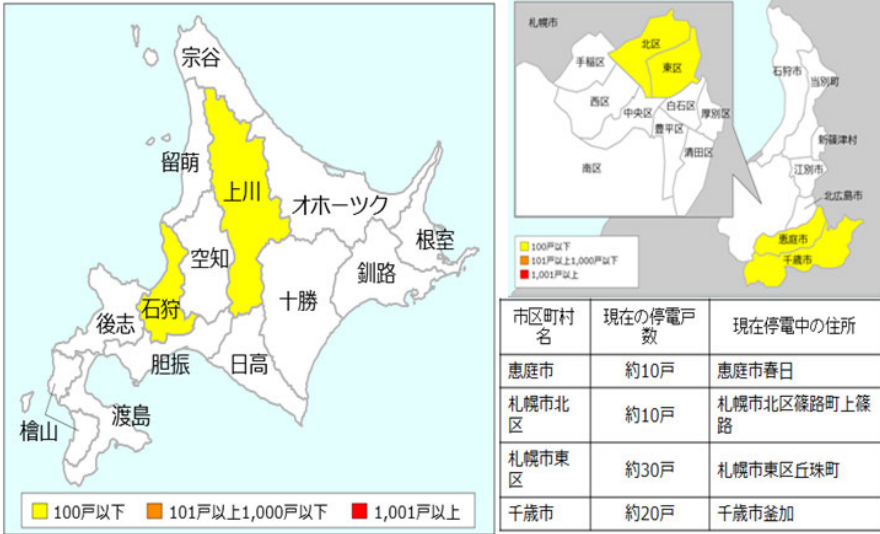 宗谷
留萌
上川
オホーツク
根室
空知
釧路
十勝
石狩
後志
胆振
日高
渡島
檜山
100戸以下
101戸以上1,000戸以下
1,001戸以上
札幌市
北区
手稲区
東区
西区
白石区
中央区
厚別区
豊平区
清田区
南区
石狩市
当別町
新篠津村
江別市
北広島市
恵庭市
千歳市
100戸以下
101戸以上1,000戸以下
1,001戸以上
市区町村
名
現在の停電戸
数
現在停電中の住所
恵庭市
約10戸
恵庭市春日
札幌市北
区
約10戸
札幌市北区篠路町上篠
路
札幌市東
区
約30戸
札幌市東区丘珠町
千歳市
約20戸
千歳市釜加